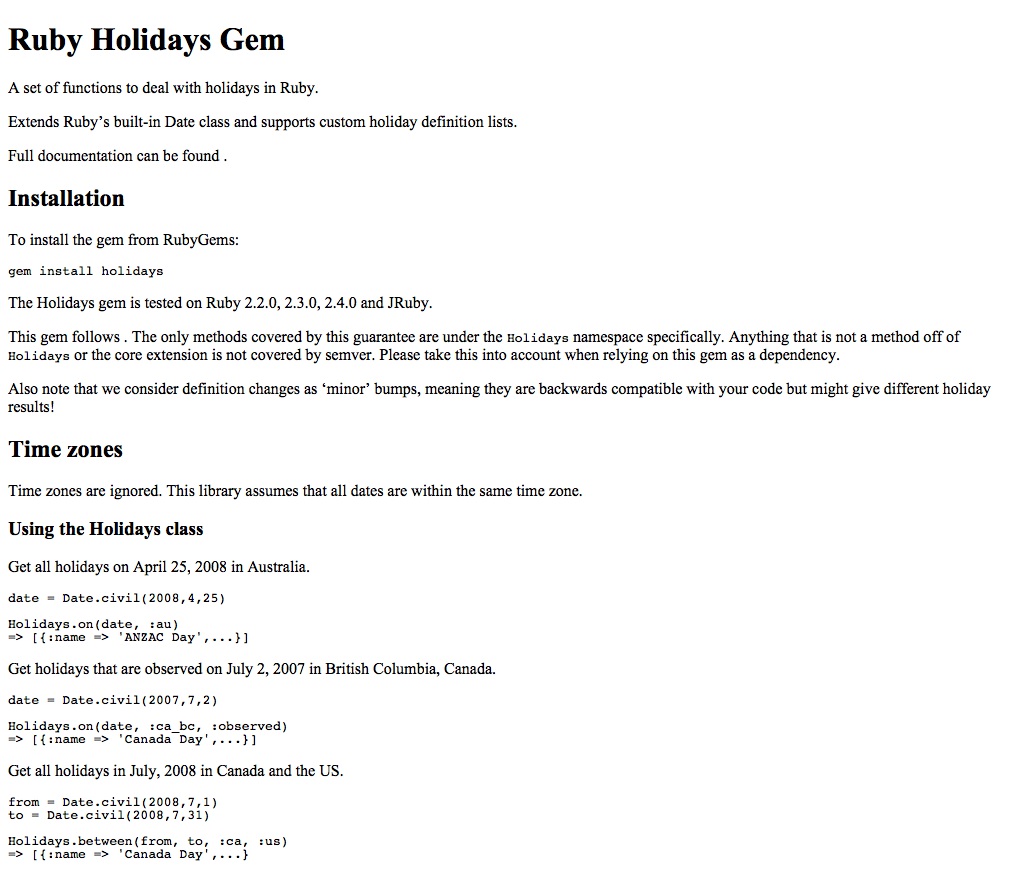 Ruby Holidays Gem
A set of functions to deal with holidays in Ruby.
Extends Ruby’s built-in Date class and supports custom holiday definition lists.
Full documentation can be found .
Installation
To install the gem from RubyGems:
gem install holidays
The Holidays gem is tested on Ruby 2.2.0, 2.3.0, 2.4.0 and JRuby.
This gem follows . The only methods covered by this guarantee are under the Holidays namespace specifically. Anything that is not a method off of
Holidays or the core extension is not covered by semver. Please take this into account when relying on this gem as a dependency.
Also note that we consider definition changes as ‘minor’ bumps, meaning they are backwards compatible with your code but might give different holiday
results!
Time zones
Time zones are ignored. This library assumes that all dates are within the same time zone.
Using the Holidays class
Get all holidays on April 25, 2008 in Australia.
date = Date.civil(2008,4,25)
Holidays.on(date, :au)
=> [{:name => 'ANZAC Day',...}]
Get holidays that are observed on July 2, 2007 in British Columbia, Canada.
date = Date.civil(2007,7,2)
Holidays.on(date, :ca_bc, :observed)
=> [{:name => 'Canada Day',...}]
Get all holidays in July, 2008 in Canada and the US.
from = Date.civil(2008,7,1)
to = Date.civil(2008,7,31)
Holidays.between(from, to, :ca, :us)
=> [{:name => 'Canada Day',...}